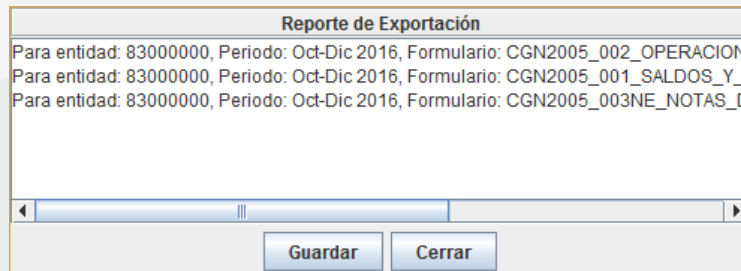 Reporte de Exportación
Para entidad: 83000000, Periodo: Oct-Dic 2016, Formulario: CGN2005_002_OPERACION
Para entidad: 83000000, Periodo: Oct-Dic 2016, Formulario: CGN2005_001_SALDOS_Y_
Para entidad: 83000000, Periodo: Oct-Dic 2016, Formulario: CGN2005_003NE_NOTAS_D
Guardar Cerrar